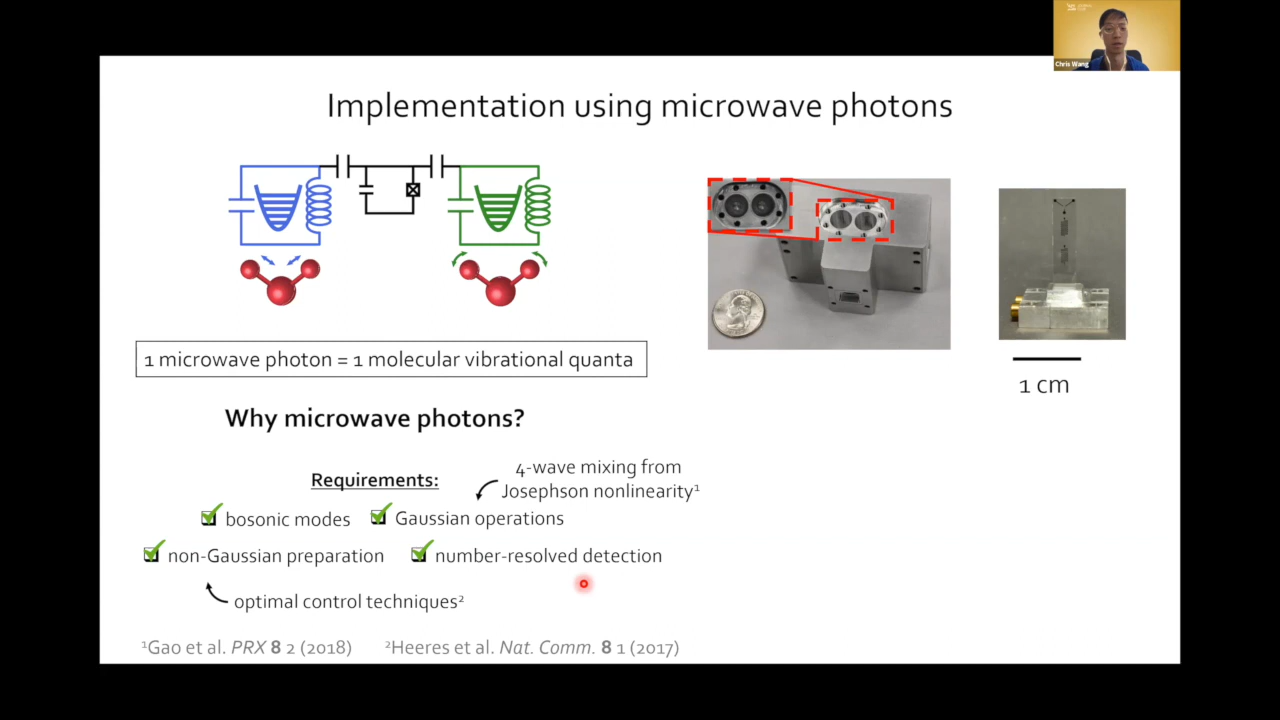 Chris Wang
Implementation using microwave photons
1 microwave photon = 1 molecular vibrational quanta
1 cm
Why microwave photons?
Requirements:
4-wave mixing from
Josephson nonlinearity¹
bosonic modes
Gaussian operations
non-Gaussian preparation
number-resolved detection
optimal control techniques²
¹Gao et al. PRX 8 2 (2018)
²Heeres et al. Nat. Comm. 8 1 (2017)